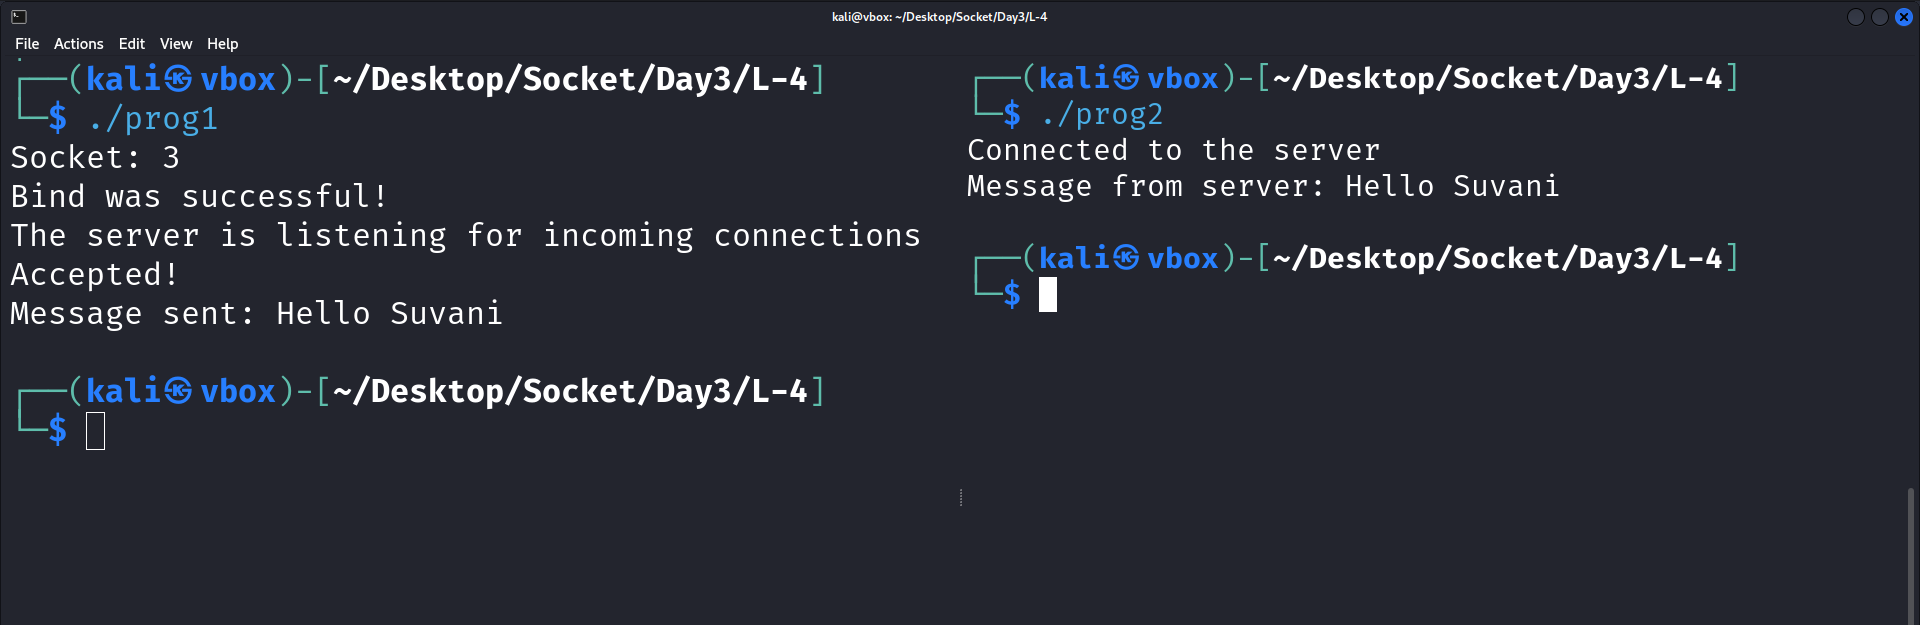 kali@vbox: ~/Desktop/Socket/Day3/L-4
File Actions Edit View Help
┌──(kali㉿vbox)-[~/Desktop/Socket/Day3/L-4]
└─$ ./prog1
Socket: 3
Bind was successful!
The server is listening for incoming connections
Accepted!
Message sent: Hello Suvani
┌──(kali㉿vbox)-[~/Desktop/Socket/Day3/L-4]
└─$
┌──(kali㉿vbox)-[~/Desktop/Socket/Day3/L-4]
└─$ ./prog2
Connected to the server
Message from server: Hello Suvani
┌──(kali㉿vbox)-[~/Desktop/Socket/Day3/L-4]
└─$